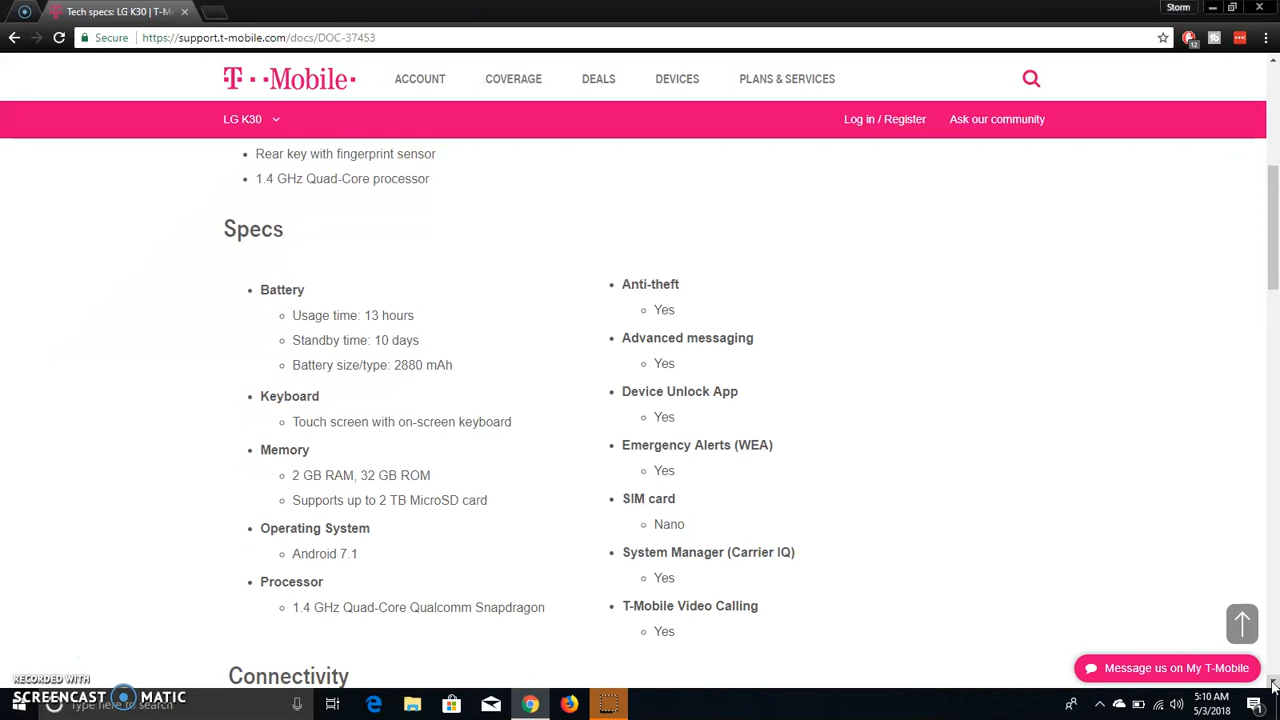 Tech specs: LG K30 | T-M
Storm
Secure
https://support.t-mobile.com/docs/DOC-37453
12
T··Mobile·
ACCOUNT
COVERAGE
DEALS
DEVICES
PLANS & SERVICES
LG K30
Log in / Register
Ask our community
Rear key with fingerprint sensor
1.4 GHz Quad-Core processor
Specs
Battery
Usage time: 13 hours
Standby time: 10 days
Battery size/type: 2880 mAh
Keyboard
Touch screen with on-screen keyboard
Memory
2 GB RAM, 32 GB ROM
Supports up to 2 TB MicroSD card
Operating System
Android 7.1
Processor
1.4 GHz Quad-Core Qualcomm Snapdragon
Anti-theft
Yes
Advanced messaging
Yes
Device Unlock App
Yes
Emergency Alerts (WEA)
Yes
SIM card
Nano
System Manager (Carrier IQ)
Yes
T-Mobile Video Calling
Yes
Connectivity
Message us on My T-Mobile
RECORDED WITH
SCREENCAST MATIC
Type here to search
5:10 AM
5/3/2018